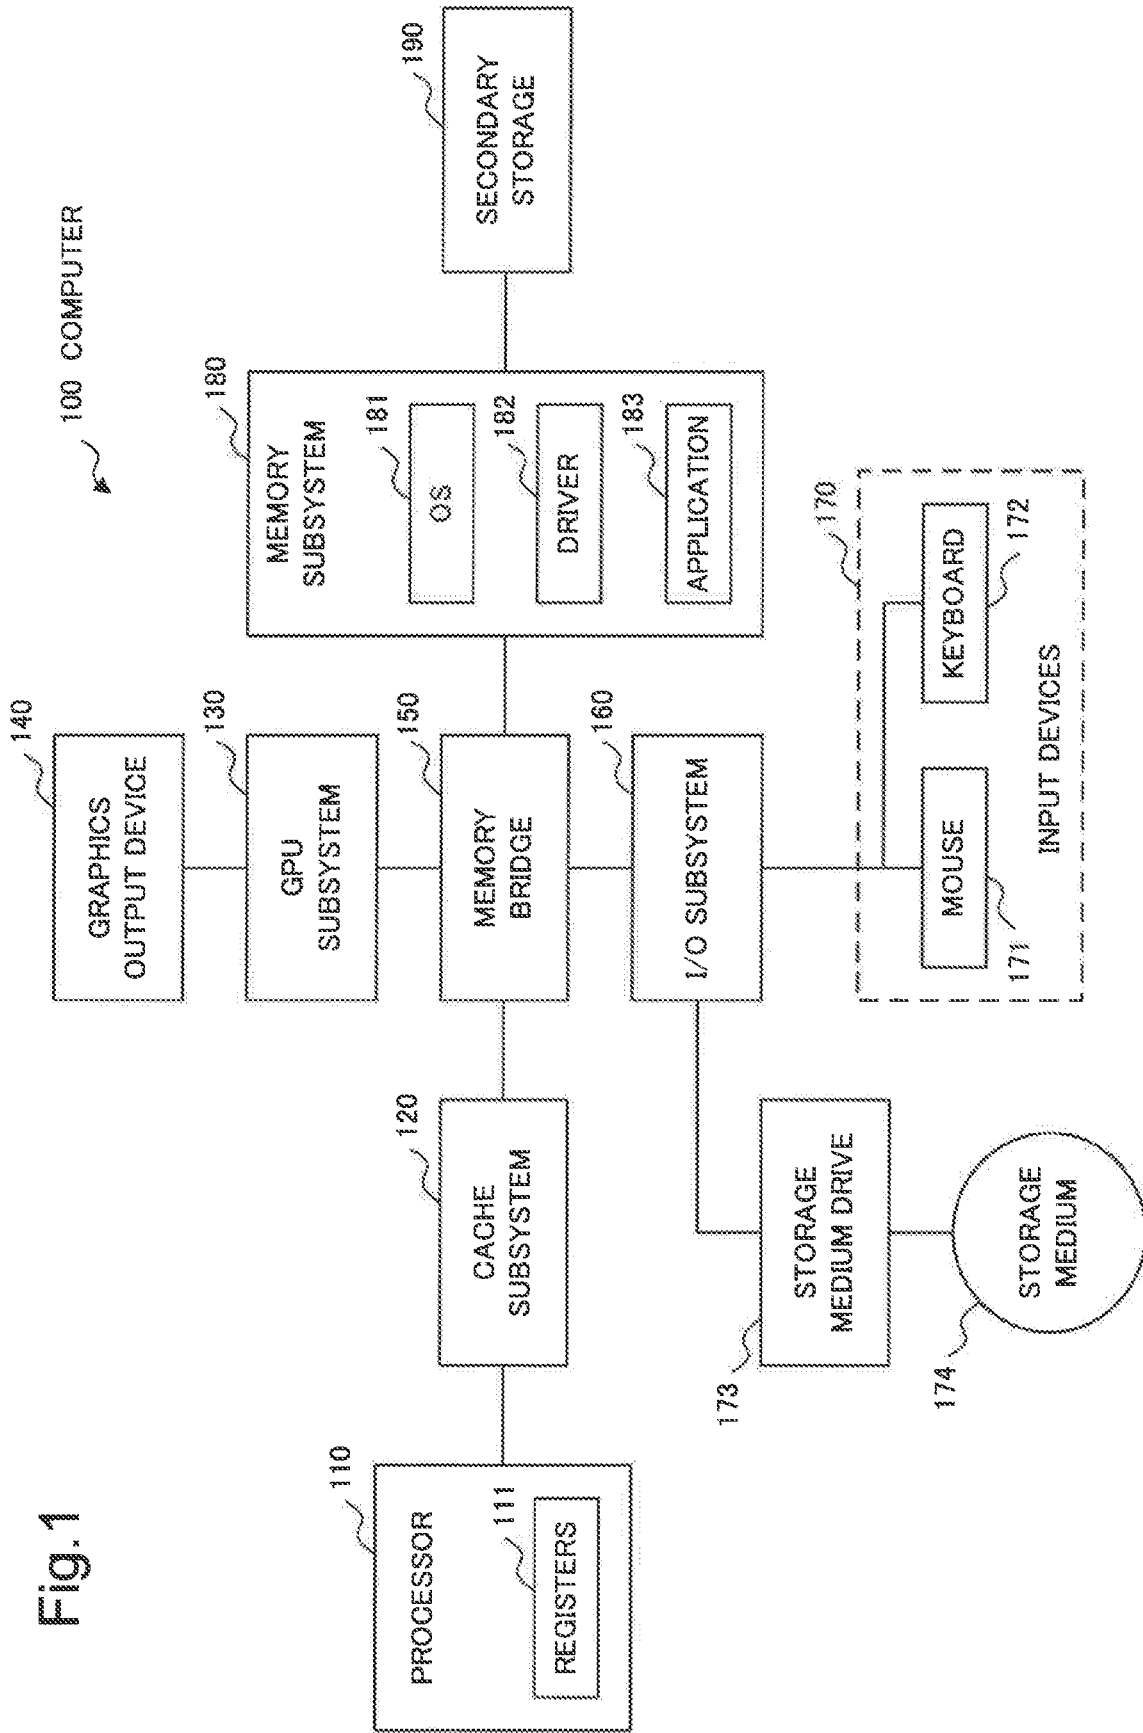 Fig. 1
100 COMPUTER
140
GRAPHICS
OUTPUT DEVICE
130
GPU
SUBSYSTEM
110
PROCESSOR
111
REGISTERS
120
CACHE
SUBSYSTEM
150
MEMORY
BRIDGE
180
MEMORY
SUBSYSTEM
181
OS
182
DRIVER
183
APPLICATION
190
SECONDARY
STORAGE
160
I/O SUBSYSTEM
173
STORAGE
MEDIUM DRIVE
174
STORAGE
MEDIUM
170
MOUSE
171
KEYBOARD
172
INPUT DEVICES